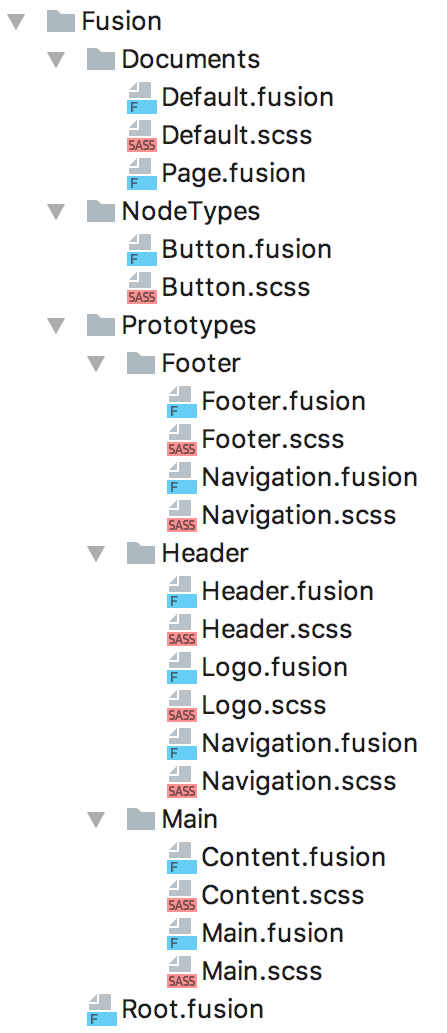 Fusion
Documents
F Default.fusion
SASS Default.scss
F Page.fusion
NodeTypes
F Button.fusion
SASS Button.scss
Prototypes
Footer
F Footer.fusion
SASS Footer.scss
F Navigation.fusion
SASS Navigation.scss
Header
F Header.fusion
SASS Header.scss
F Logo.fusion
SASS Logo.scss
F Navigation.fusion
SASS Navigation.scss
Main
F Content.fusion
SASS Content.scss
F Main.fusion
SASS Main.scss
F Root.fusion